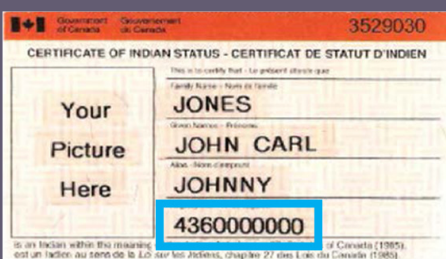 Government Gouvernement
of Canada du Canada
3529030
CERTIFICATE OF INDIAN STATUS - CERTIFICAT DE STATUT D'INDIEN
This is to certify that - Le présent atteste que
Family Name - Nom de famille
JONES
Given Names - Prénoms
JOHN CARL
Alias - Nom d'emprunt
JOHNNY
4360000000
Your
Picture
Here
is an Indian within the meaning of Canada (1985).
est un Indien au sens de la Loi sur les Indiens, chapitre 27 des Lois du Canada (1985).